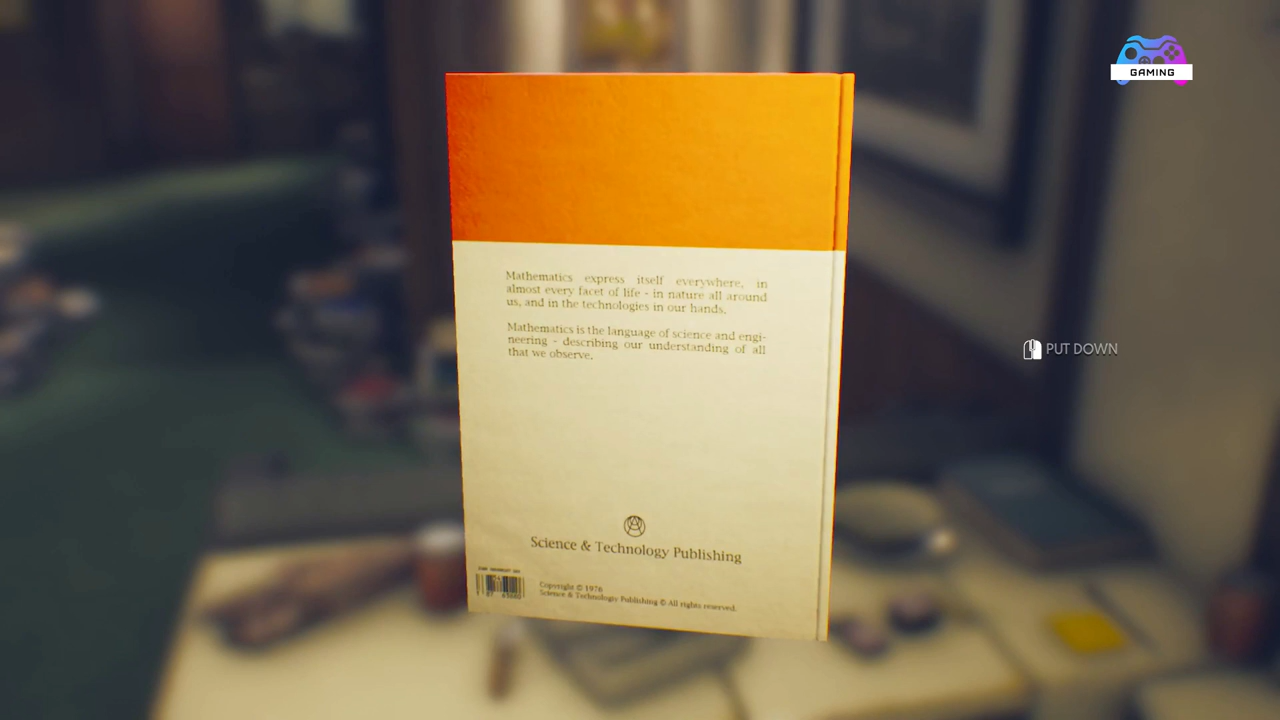 GAMING
Mathematics express itself everywhere, in
almost every facet of life - in nature all around
us, and in the technologies in our hands.
Mathematics is the language of science and engi-
neering - describing our understanding of all
that we observe.
PUT DOWN
Science & Technology Publishing
Copyright © 1976
Science & Technology Publishing © All rights reserved.